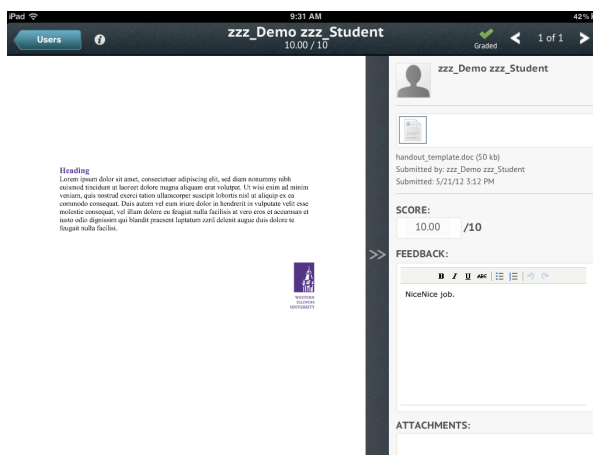 iPad 9:31 AM 42%
Users zzz_Demo zzz_Student Graded 1 of 1
10.00 / 10
zzz_Demo zzz_Student
handout_template.doc (50 kb)
Submitted by: zzz_Demo zzz_Student
Submitted: 5/21/12 3:12 PM
SCORE:
10.00 /10
FEEDBACK:
B I U ABC
NiceNice job.
ATTACHMENTS:
Heading
Lorem ipsum dolor sit amet, consectetuer adipiscing elit, sed diam nonummy nibh
euismod tincidunt ut laoreet dolore magna aliquam erat volutpat. Ut wisi enim ad minim
veniam, quis nostrud exerci tation ullamcorper suscipit lobortis nisl ut aliquip ex ea
commodo consequat. Duis autem vel eum iriure dolor in hendrerit in vulputate velit esse
molestie consequat, vel illum dolore eu feugiat nulla facilisis at vero eros et accumsan et
iusto odio dignissim qui blandit praesent luptatum zzril delenit augue duis dolore te
feugait nulla facilisi.
WESTERN
ILLINOIS
UNIVERSITY